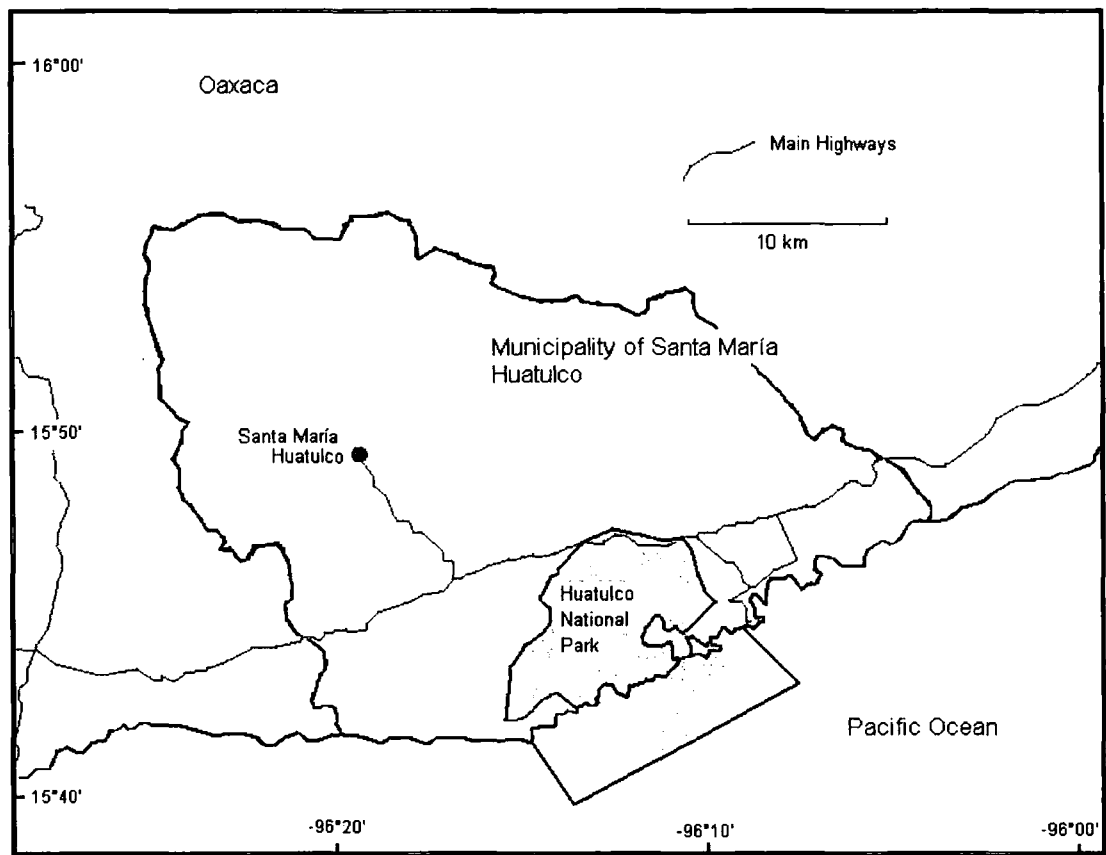 16°00'
Oaxaca
Main Highways
10 km
Municipality of Santa María
Huatulco
15°50'
Santa María
Huatulco
Huatulco
National
Park
Pacific Ocean
15°40'
-96°20'
-96°10'
-96°00'